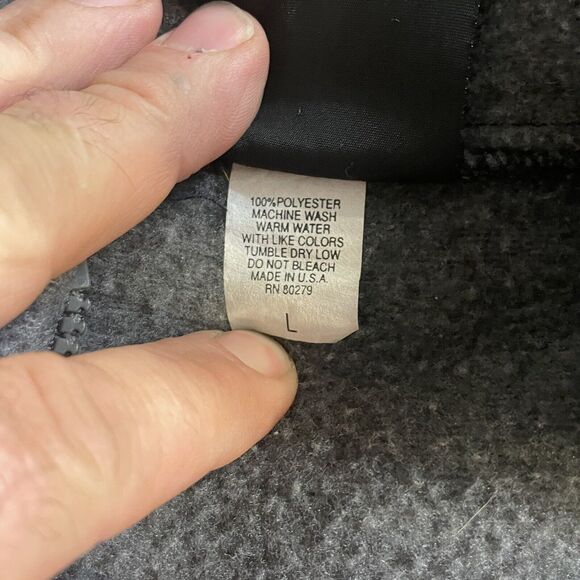 100%POLYESTER
MACHINE WASH
WARM WATER
WITH LIKE COLORS
TUMBLE DRY LOW
DO NOT BLEACH
MADE IN U.S.A.
RN 80279
L